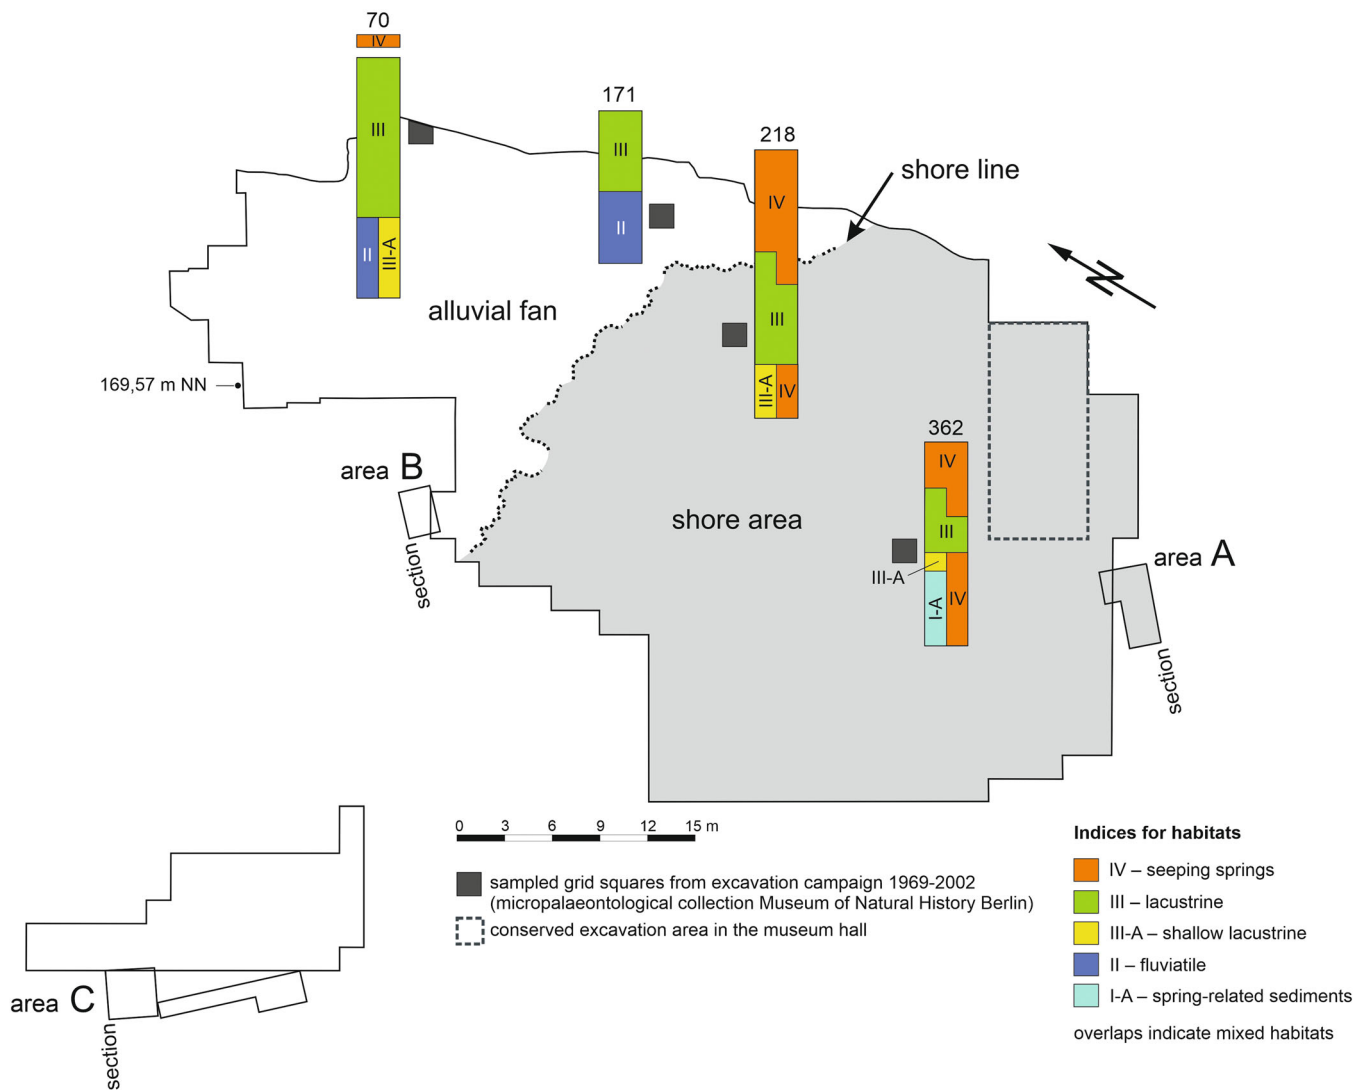 70
IV
III
II
III-A
171
III
II
218
IV
III
III-A
IV
shore line
N
alluvial fan
169,57 m NN
area B
section
shore area
362
IV
III
III-A
I-A
IV
area A
section
area C
section
0 3 6 9 12 15 m
sampled grid squares from excavation campaign 1969-2002
(micropalaeontological collection Museum of Natural History Berlin)
conserved excavation area in the museum hall
Indices for habitats
IV – seeping springs
III – lacustrine
III-A – shallow lacustrine
II – fluviatile
I-A – spring-related sediments
overlaps indicate mixed habitats